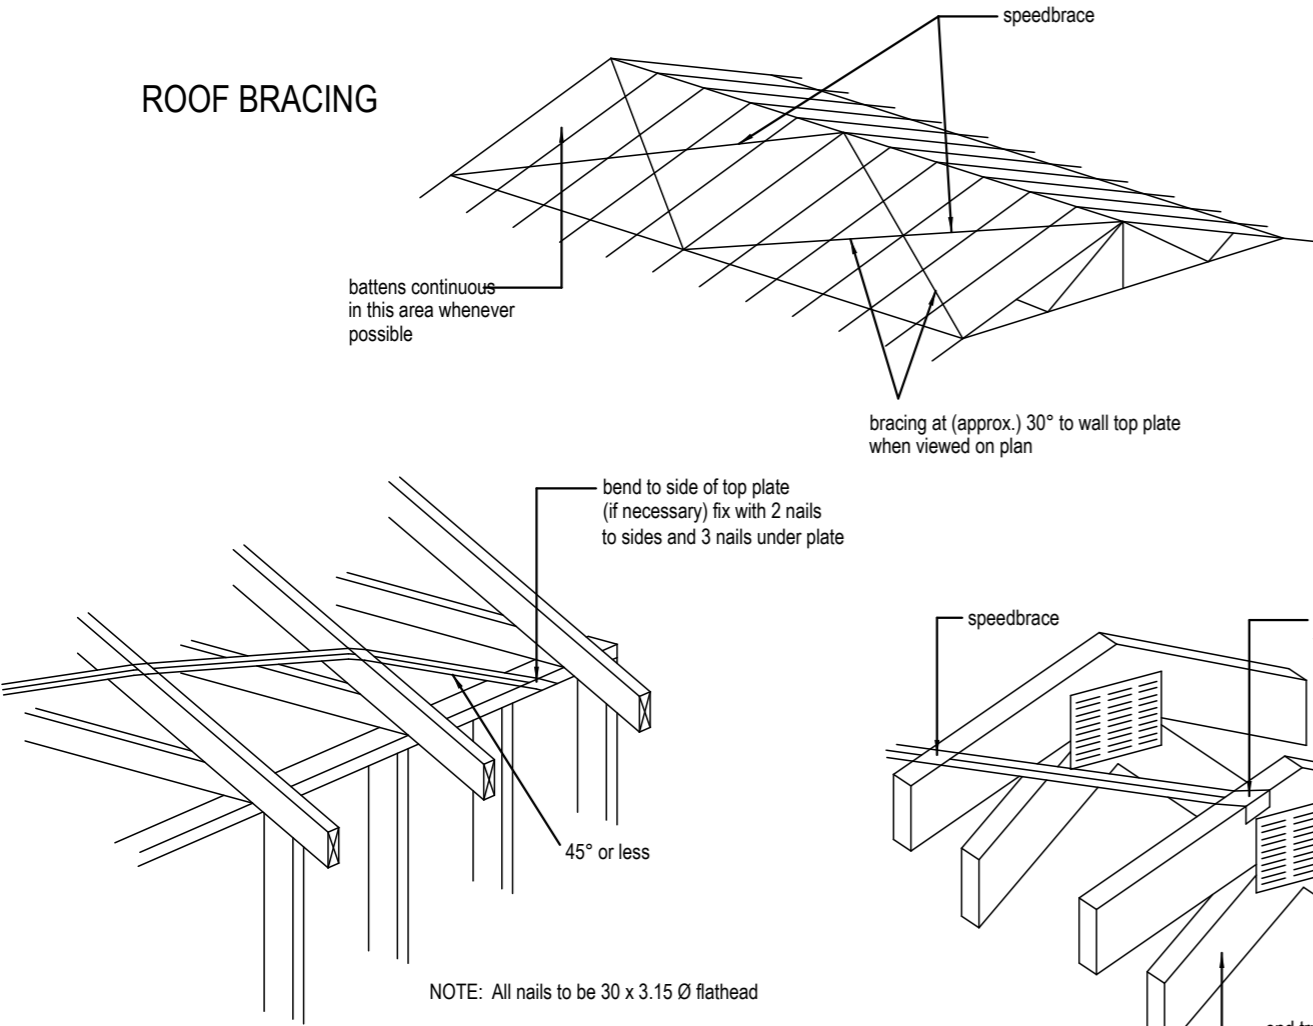 speedbrace
ROOF BRACING
battens continuous
in this area whenever
possible
bracing at (approx.) 30° to wall top plate
when viewed on plan
bend to side of top plate
(if necessary) fix with 2 nails
to sides and 3 nails under plate
speedbrace
45° or less
NOTE: All nails to be 30 x 3.15 Ø flathead